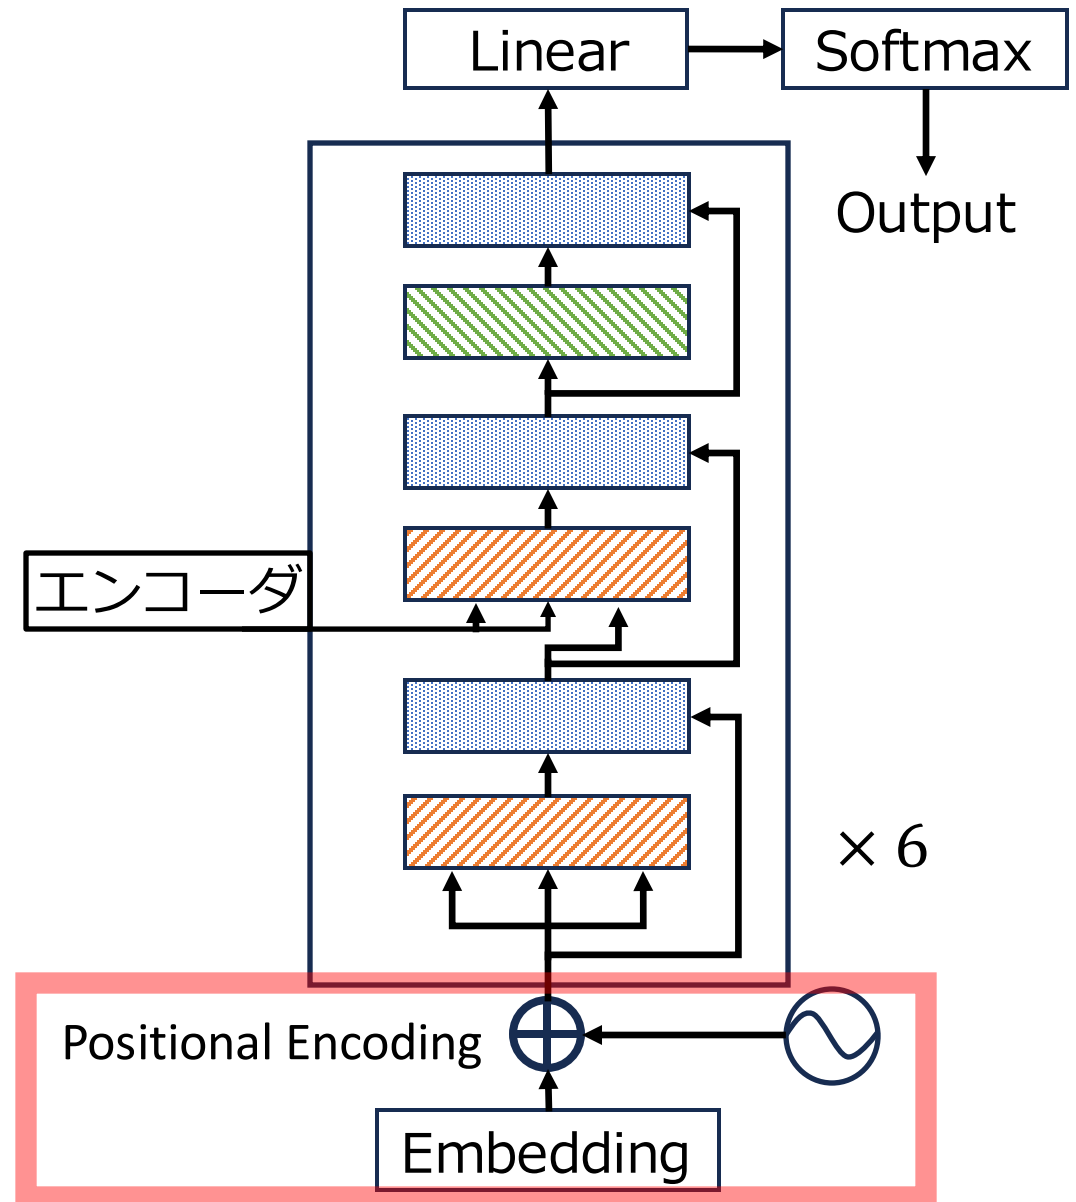 Linear
Softmax
Output
エンコーダ
× 6
Positional Encoding
Embedding